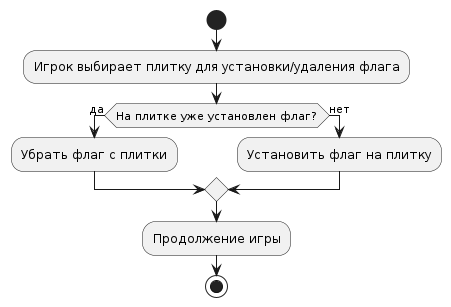 Игрок выбирает плитку для установки/удаления флага
да
На плитке уже установлен флаг?
нет
Убрать флаг с плитки
Установить флаг на плитку
Продолжение игры